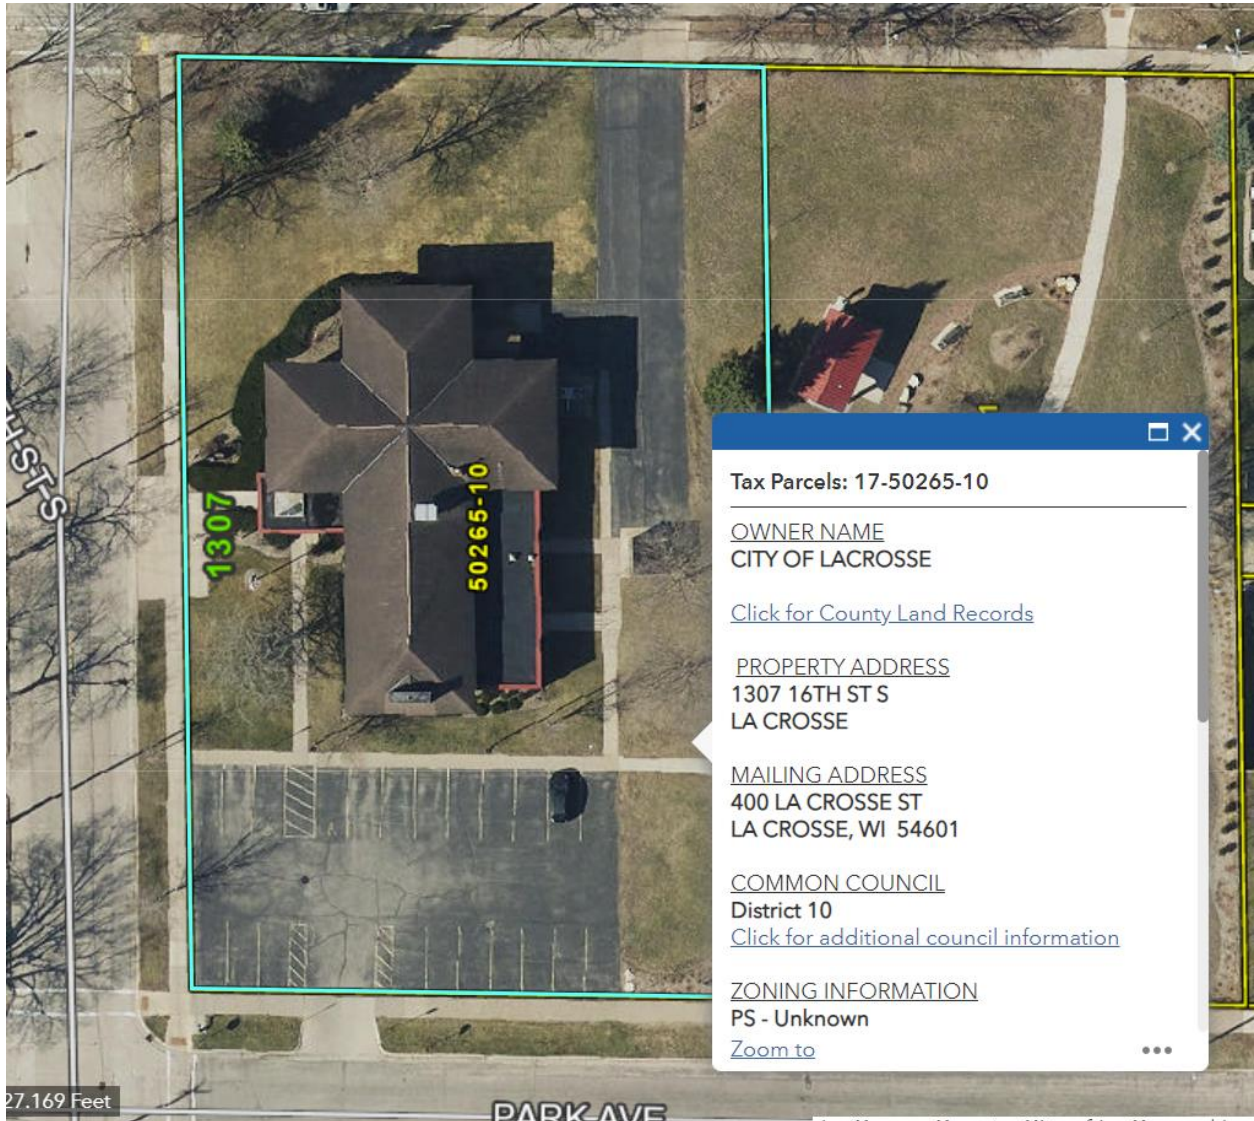 H-S-T-S
1307
50265-10
1
Tax Parcels: 17-50265-10
OWNER NAME
CITY OF LACROSSE
Click for County Land Records
PROPERTY ADDRESS
1307 16TH ST S
LA CROSSE
MAILING ADDRESS
400 LA CROSSE ST
LA CROSSE, WI 54601
COMMON COUNCIL
District 10
Click for additional council information
ZONING INFORMATION
PS - Unknown
Zoom to
27.169 Feet
PARK AVE